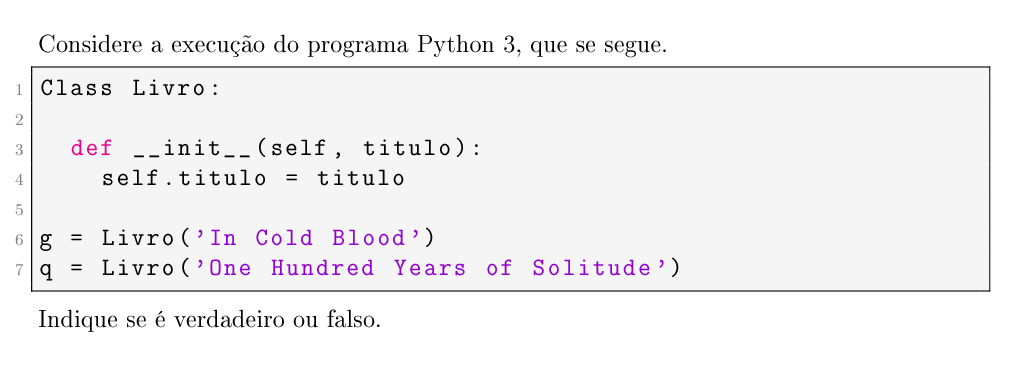 Considere a execução do programa Python 3, que se segue.
1 Class Livro:
2
3 def __init__(self, titulo):
4 self.titulo = titulo
5
6 g = Livro('In Cold Blood')
7 q = Livro('One Hundred Years of Solitude')
Indique se é verdadeiro ou falso.